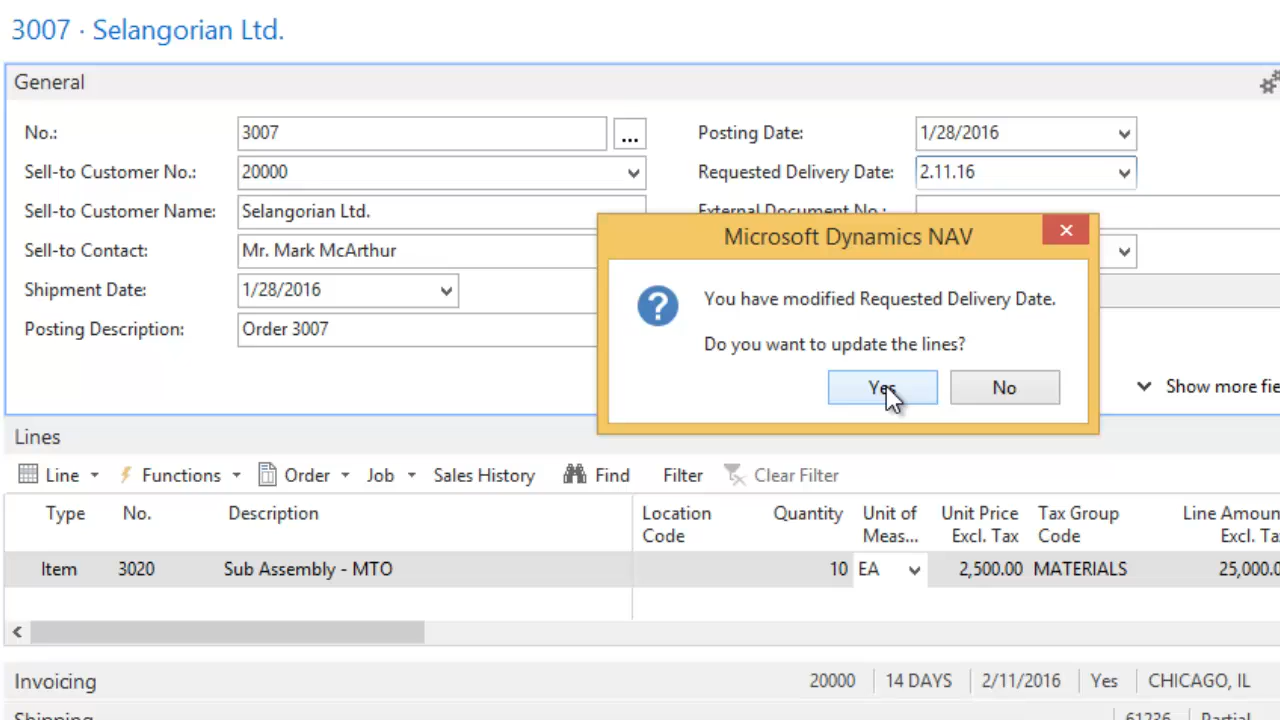 3007 · Selangorian Ltd.
General
No.: 3007 ... Posting Date: 1/28/2016
Sell-to Customer No.: 20000 Requested Delivery Date: 2.11.16
Sell-to Customer Name: Selangorian Ltd. External Document No.:
Microsoft Dynamics NAV
Sell-to Contact: Mr. Mark McArthur
Shipment Date: 1/28/2016
You have modified Requested Delivery Date.
Posting Description: Order 3007
Do you want to update the lines?
Yes No
Show more fie
Lines
Line Functions Order Job Sales History Find Filter Clear Filter
Type No. Description Location Quantity Unit of Unit Price Tax Group Line Amoun
Code Meas... Excl. Tax Code Excl. Ta
Item 3020 Sub Assembly - MTO 10 EA 2,500.00 MATERIALS 25,000.0
Invoicing 20000 14 DAYS 2/11/2016 Yes CHICAGO, IL
Shipping 61236 Partial